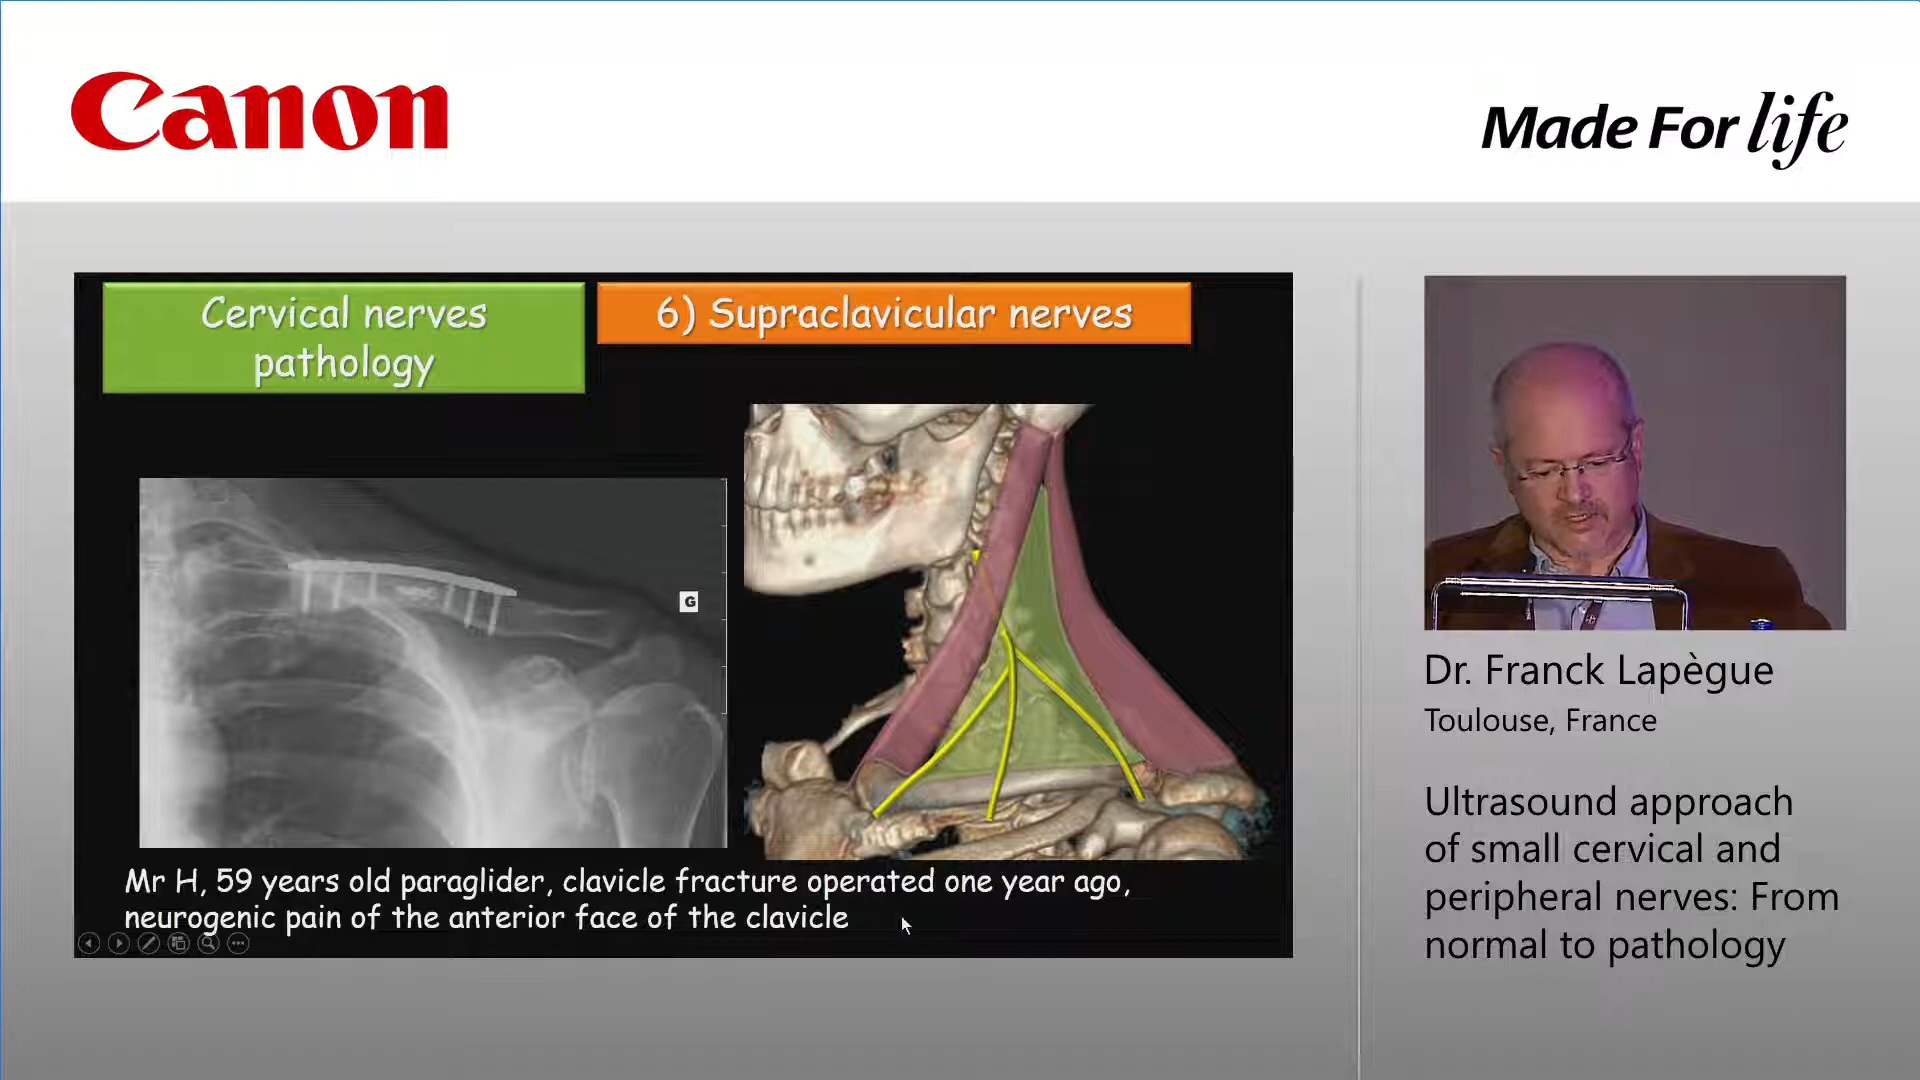 Canon
Made For life
Cervical nerves
pathology
6) Supraclavicular nerves
G
Mr H, 59 years old paraglider, clavicle fracture operated one year ago,
neurogenic pain of the anterior face of the clavicle
Dr. Franck Lapègue
Toulouse, France
Ultrasound approach
of small cervical and
peripheral nerves: From
normal to pathology